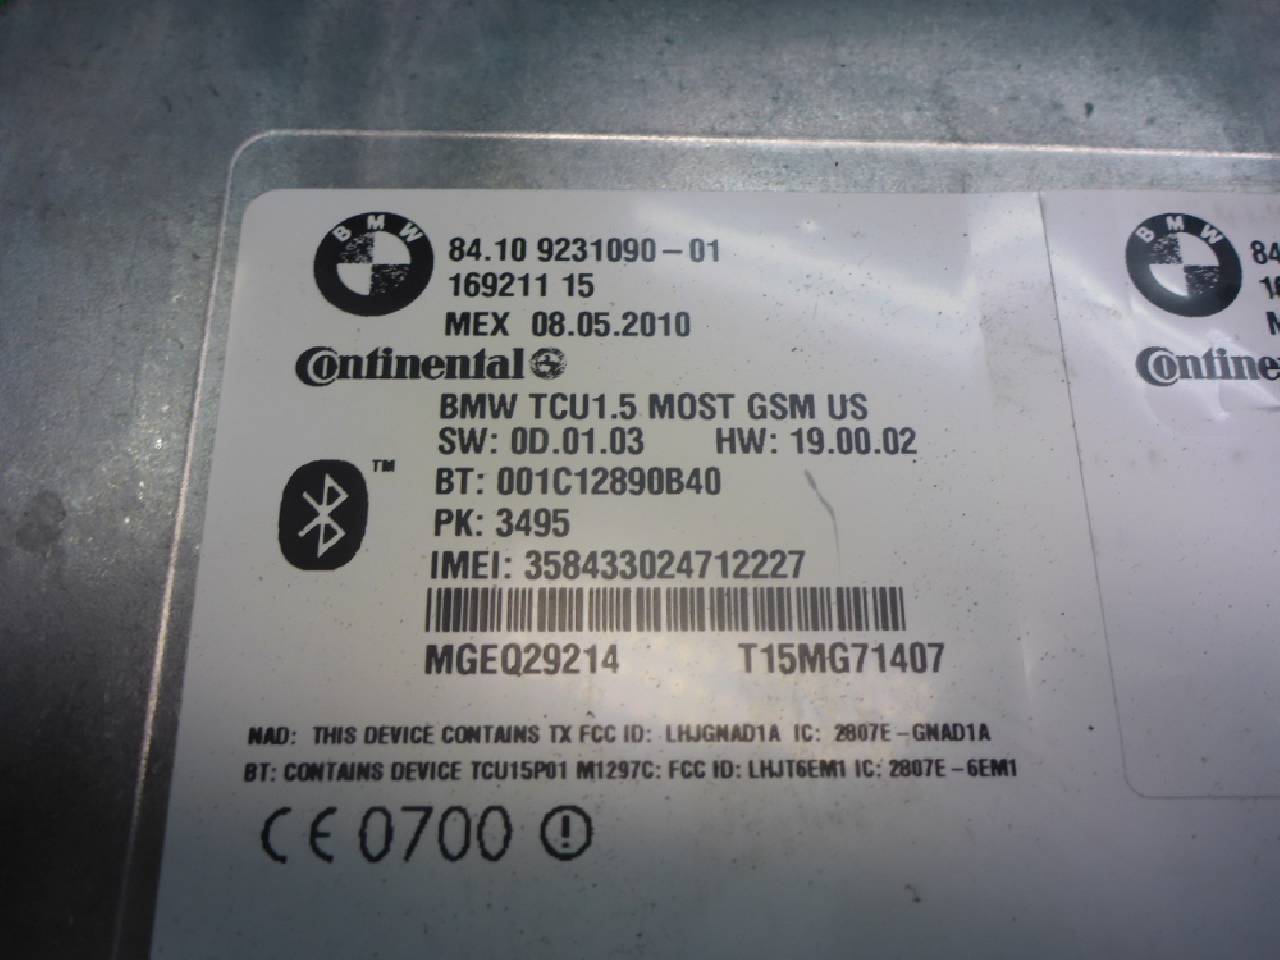 BMW
84.10 9231090-01
169211 15
MEX 08.05.2010
Continental
BMW TCU1.5 MOST GSM US
SW: 0D.01.03 HW: 19.00.02
TM
BT: 001C12890B40
PK: 3495
IMEI: 358433024712227
MGEQ29214 T15MG71407
NAD: THIS DEVICE CONTAINS TX FCC ID: LHJGNAD1A IC: 2807E-GNAD1A
BT: CONTAINS DEVICE TCU15P01 M1297C: FCC ID: LHJT6EM1 IC: 2807E-6EM1
CE 0700
BMW
84
16
M
Contine